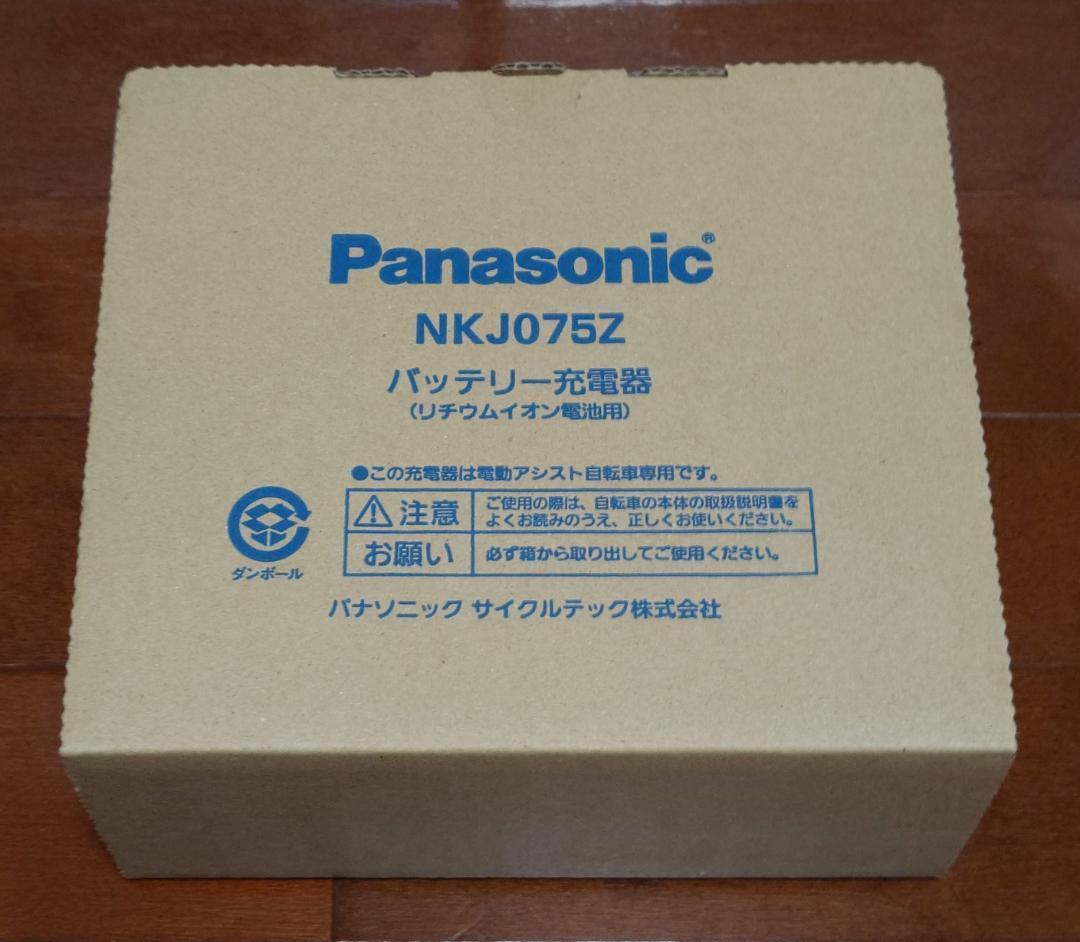 Panasonic®
NKJ075Z
バッテリー充電器
(リチウムイオン電池用)
●この充電器は電動アシスト自転車専用です。
⚠注意 ご使用の際は、自転車の本体の取扱説明書を
よくお読みのうえ、正しくお使いください。
お願い 必ず箱から取り出してご使用ください。
ダンボール
パナソニック サイクルテック株式会社